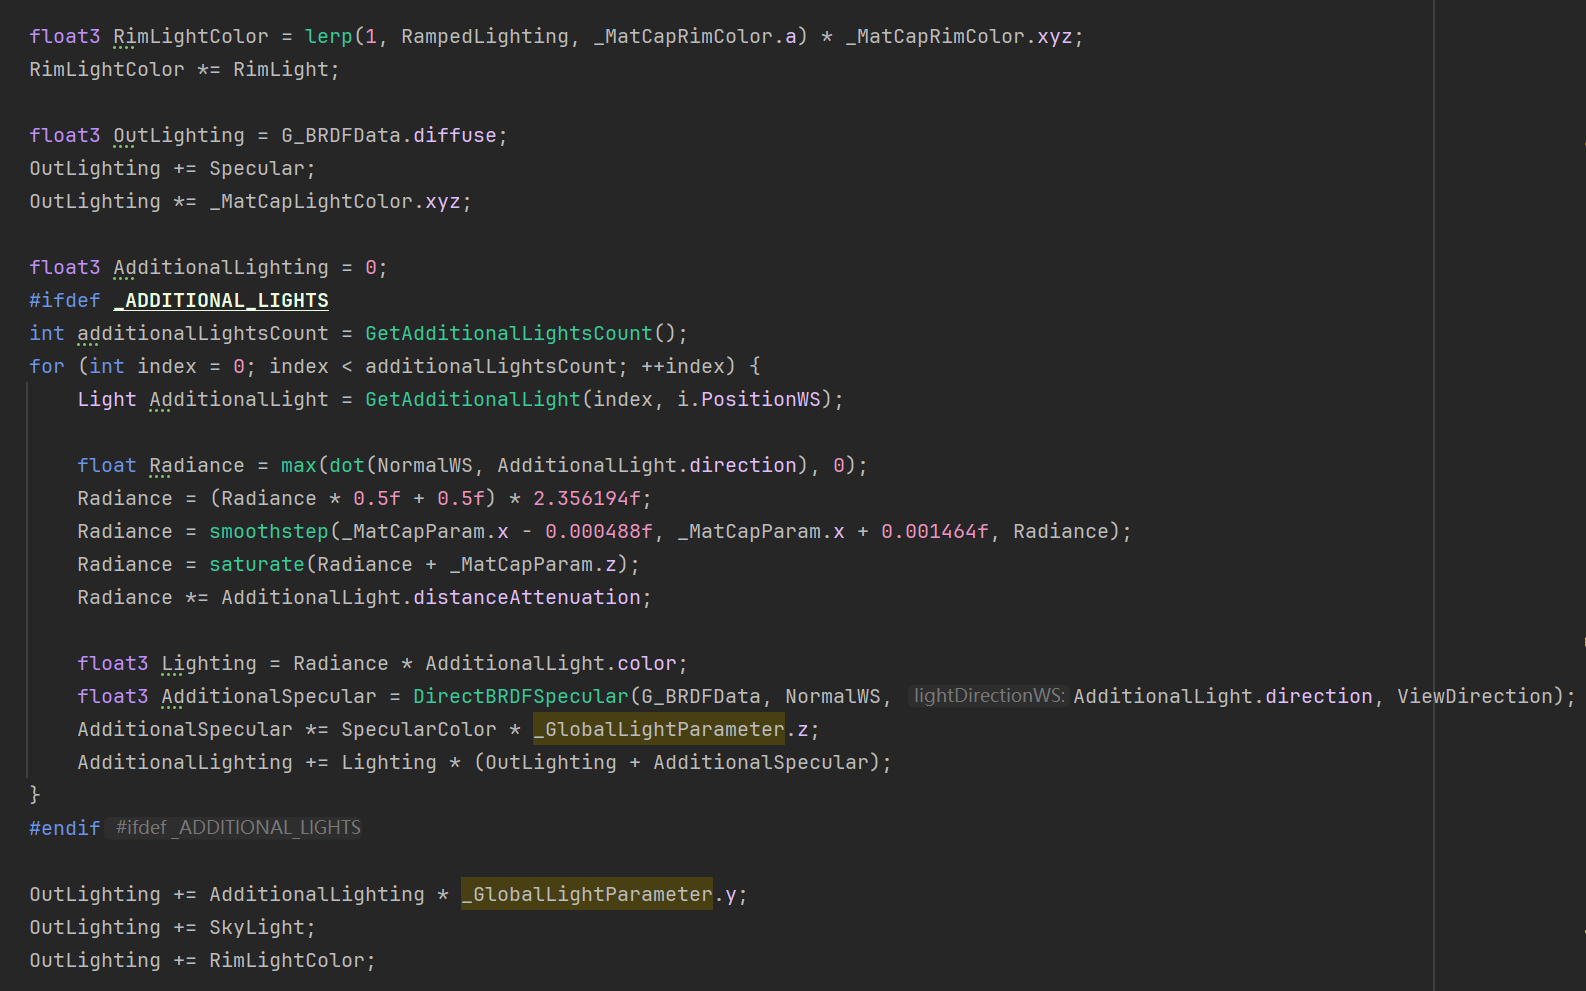 float3 RimLightColor = lerp(1, RampedLighting, _MatCapRimColor.a) * _MatCapRimColor.xyz;
RimLightColor *= RimLight;
float3 OutLighting = G_BRDFData.diffuse;
OutLighting += Specular;
OutLighting *= _MatCapLightColor.xyz;
float3 AdditionalLighting = 0;
#ifdef _ADDITIONAL_LIGHTS
int additionalLightsCount = GetAdditionalLightsCount();
for (int index = 0; index < additionalLightsCount; ++index) {
Light AdditionalLight = GetAdditionalLight(index, i.PositionWS);
float Radiance = max(dot(NormalWS, AdditionalLight.direction), 0);
Radiance = (Radiance * 0.5f + 0.5f) * 2.356194f;
Radiance = smoothstep(_MatCapParam.x - 0.000488f, _MatCapParam.x + 0.001464f, Radiance);
Radiance = saturate(Radiance + _MatCapParam.z);
Radiance *= AdditionalLight.distanceAttenuation;
float3 Lighting = Radiance * AdditionalLight.color;
float3 AdditionalSpecular = DirectBRDFSpecular(G_BRDFData, NormalWS, lightDirectionWS: AdditionalLight.direction, ViewDirection);
AdditionalSpecular *= SpecularColor * _GlobalLightParameter.z;
AdditionalLighting += Lighting * (OutLighting + AdditionalSpecular);
}
#endif #ifdef _ADDITIONAL_LIGHTS
OutLighting += AdditionalLighting * _GlobalLightParameter.y;
OutLighting += SkyLight;
OutLighting += RimLightColor;